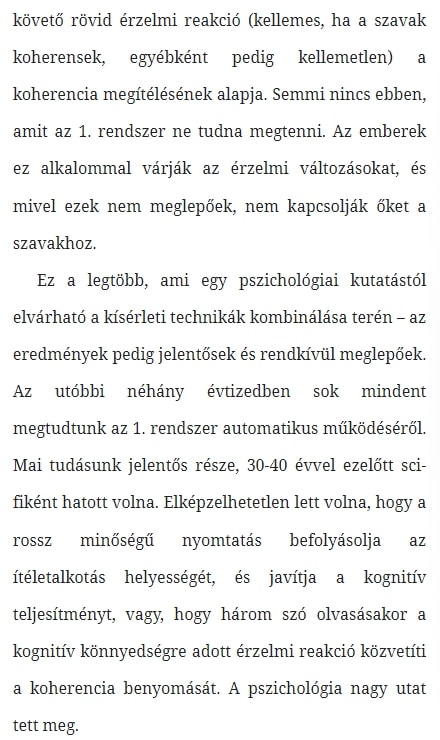 követő rövid érzelmi reakció (kellemes, ha a szavak
koherensek, egyébként pedig kellemetlen) a
koherencia megítélésének alapja. Semmi nincs ebben,
amit az 1. rendszer ne tudna megtenni. Az emberek
ez alkalommal várják az érzelmi változásokat, és
mivel ezek nem meglepőek, nem kapcsolják őket a
szavakhoz.
Ez a legtöbb, ami egy pszichológiai kutatástól
elvárható a kísérleti technikák kombinálása terén – az
eredmények pedig jelentősek és rendkívül meglepőek.
Az utóbbi néhány évtizedben sok mindent
megtudtunk az 1. rendszer automatikus működéséről.
Mai tudásunk jelentős része, 30-40 évvel ezelőtt sci-
fiként hatott volna. Elképzelhetetlen lett volna, hogy a
rossz minőségű nyomtatás befolyásolja az
ítéletalkotás helyességét, és javítja a kognitív
teljesítményt, vagy, hogy három szó olvasásakor a
kognitív könnyedségre adott érzelmi reakció közvetíti
a koherencia benyomását. A pszichológia nagy utat
tett meg.